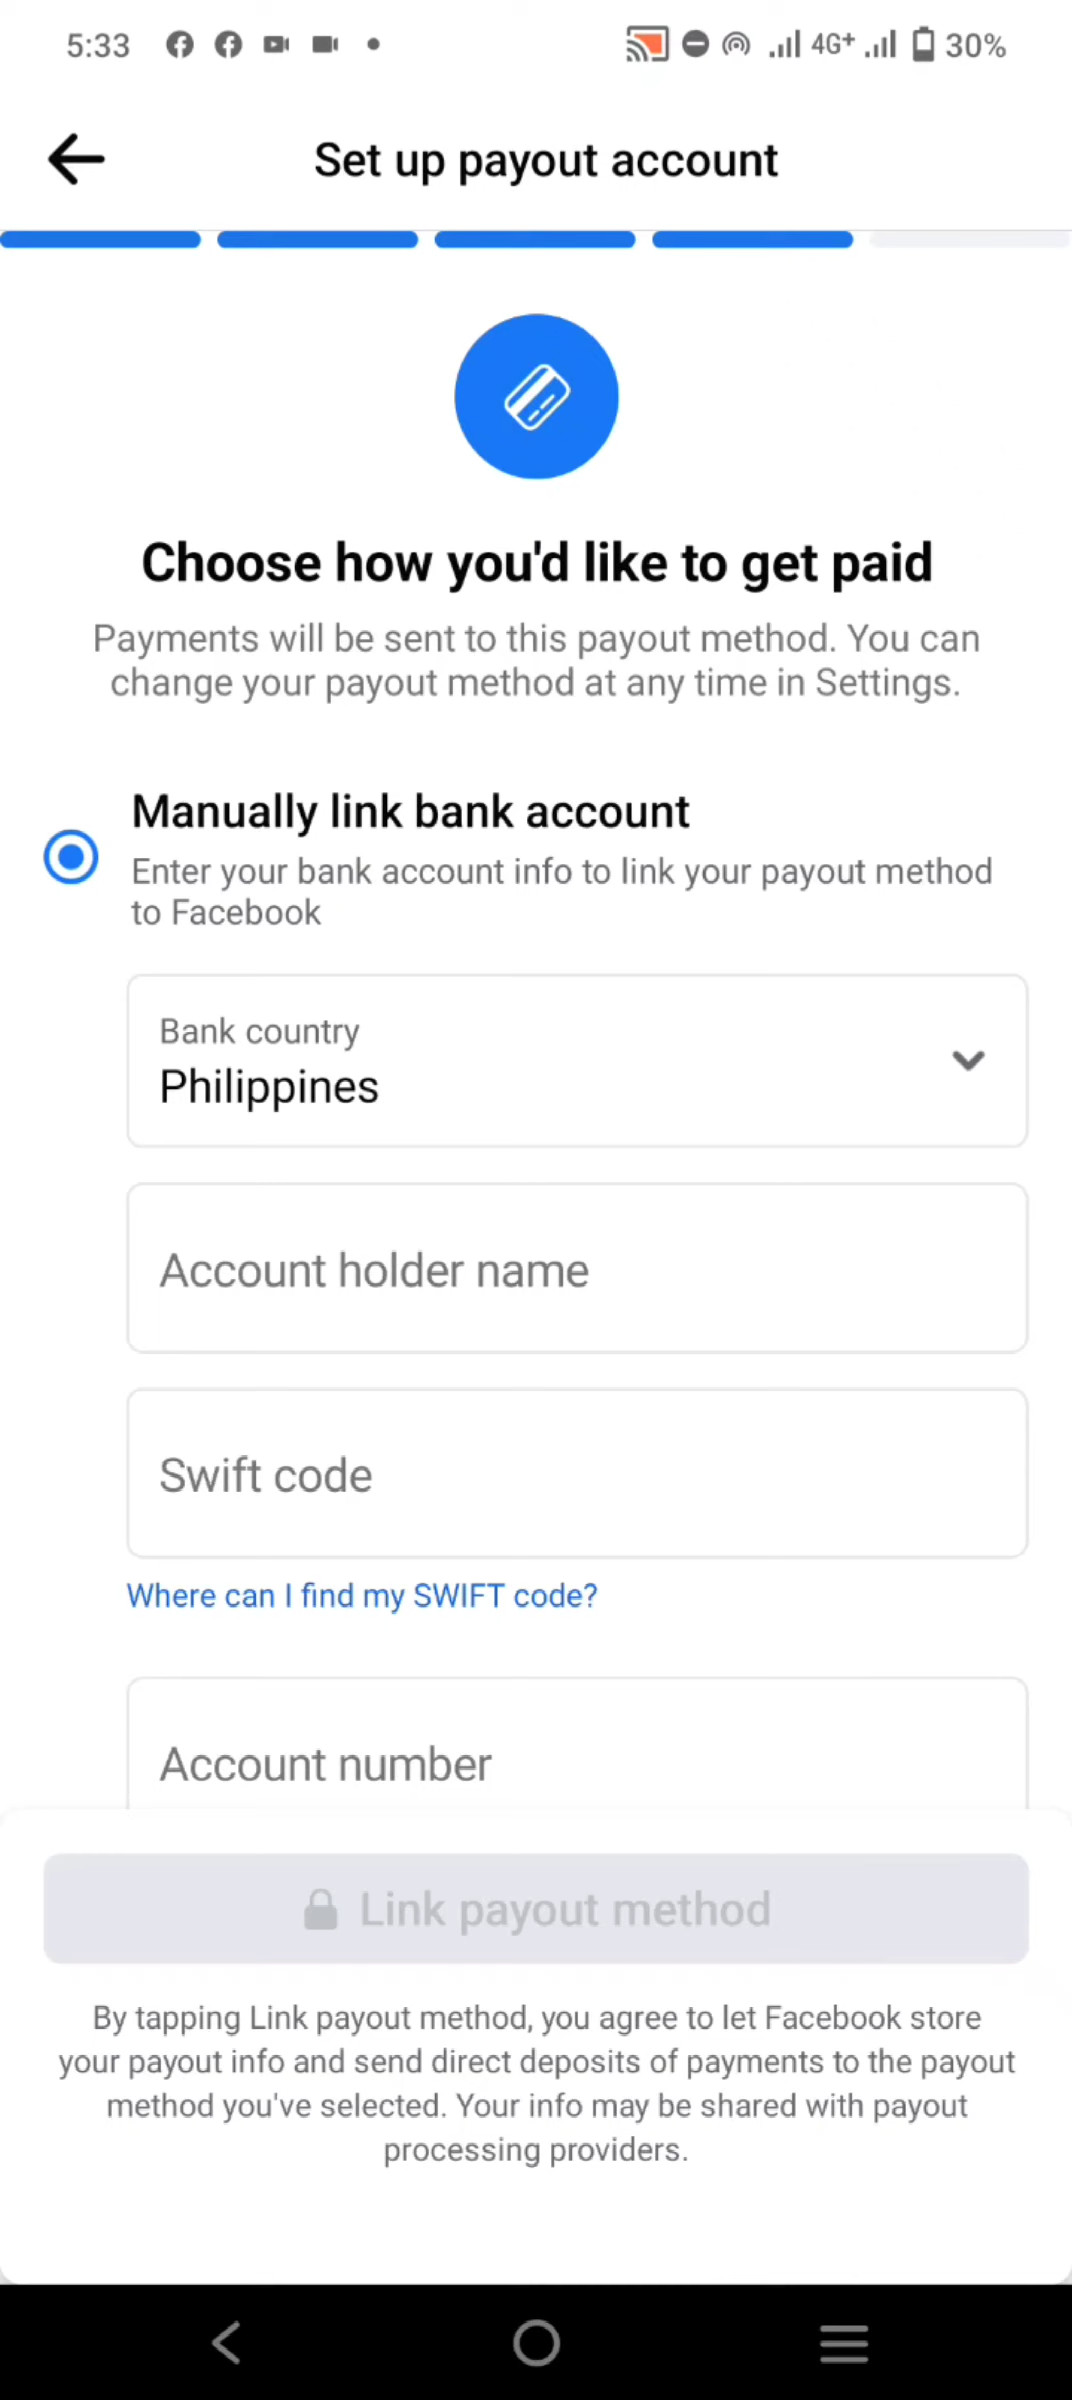 5:33
4G+
30%
Set up payout account
Choose how you'd like to get paid
Payments will be sent to this payout method. You can
change your payout method at any time in Settings.
Manually link bank account
Enter your bank account info to link your payout method
to Facebook
Bank country
Philippines
Account holder name
Swift code
Where can I find my SWIFT code?
Account number
Link payout method
By tapping Link payout method, you agree to let Facebook store
your payout info and send direct deposits of payments to the payout
method you've selected. Your info may be shared with payout
processing providers.